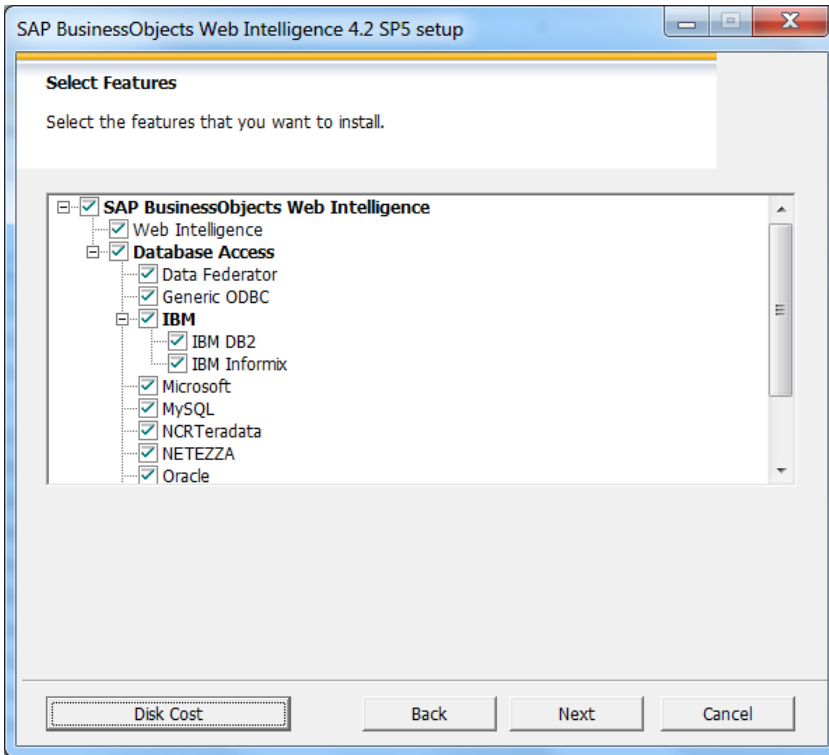 SAP BusinessObjects Web Intelligence 4.2 SP5 setup
Select Features
Select the features that you want to install.
SAP BusinessObjects Web Intelligence
Web Intelligence
Database Access
Data Federator
Generic ODBC
IBM
IBM DB2
IBM Informix
Microsoft
MySQL
NCRTeradata
NETEZZA
Oracle
Disk Cost
Back
Next
Cancel